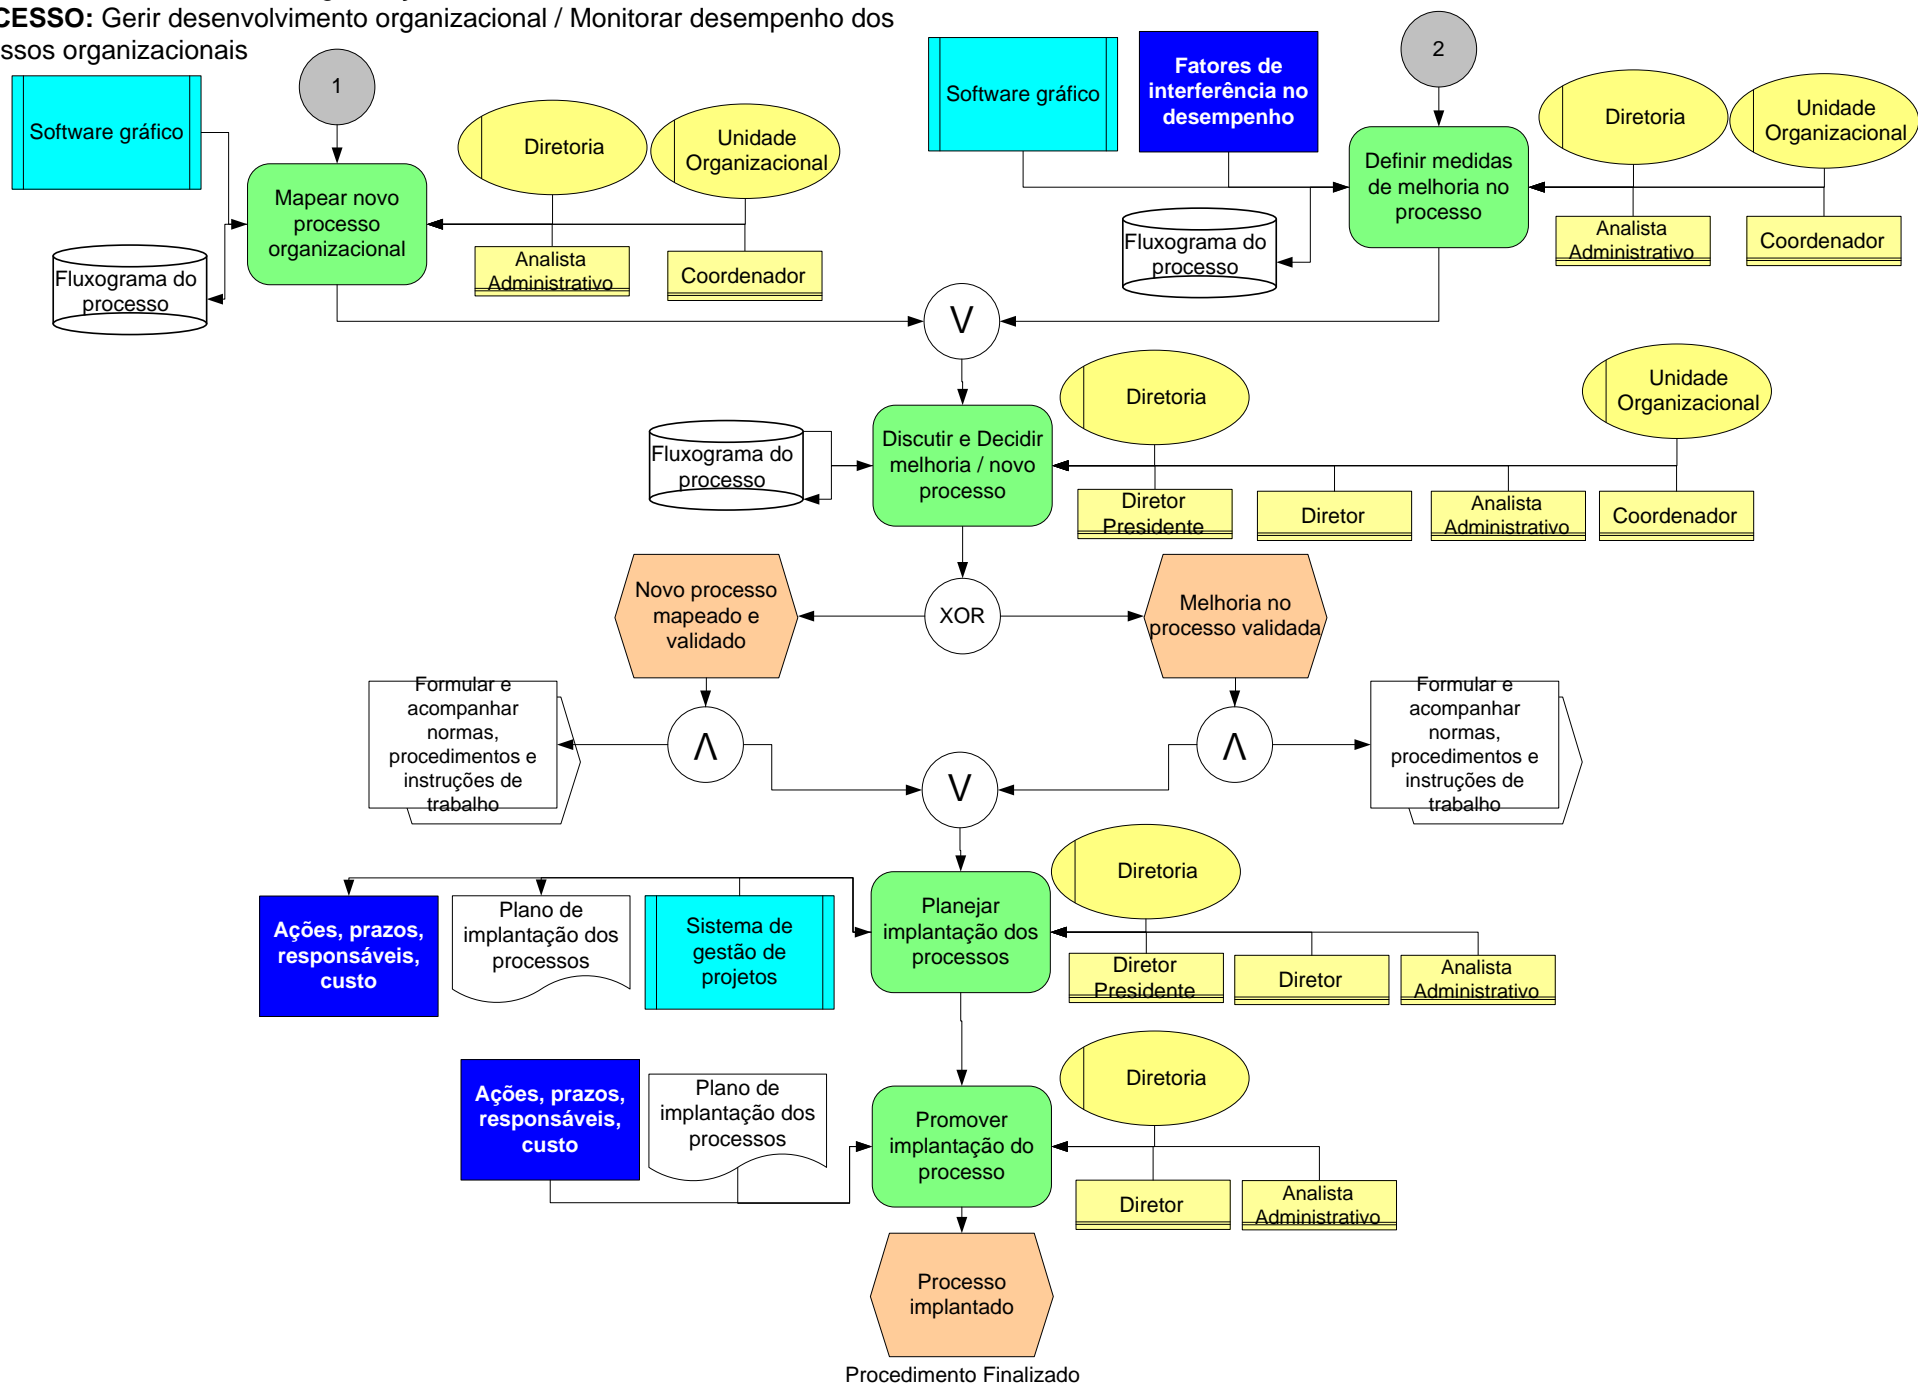 CESSO: Gerir desenvolvimento organizacional / Monitorar desempenho dos
ssos organizacionais
1
2
Software gráfico
Mapear novo
processo
organizacional
Diretoria
Unidade
Organizacional
Fluxograma do
processo
Analista
Administrativo
Coordenador
Software gráfico
Fatores de
interferência no
desempenho
Definir medidas
de melhoria no
processo
Diretoria
Unidade
Organizacional
Fluxograma do
processo
Analista
Administrativo
Coordenador
V
Fluxograma do
processo
Discutir e Decidir
melhoria / novo
processo
Diretoria
Unidade
Organizacional
Diretor
Presidente
Diretor
Analista
Administrativo
Coordenador
Novo processo
mapeado e
validado
XOR
Melhoria no
processo validada
Formular e
acompanhar
normas,
procedimentos e
instruções de
trabalho
Λ
V
Λ
Formular e
acompanhar
normas,
procedimentos e
instruções de
trabalho
Ações, prazos,
responsáveis,
custo
Plano de
implantação dos
processos
Sistema de
gestão de
projetos
Planejar
implantação dos
processos
Diretoria
Diretor
Presidente
Diretor
Analista
Administrativo
Ações, prazos,
responsáveis,
custo
Plano de
implantação dos
processos
Promover
implantação do
processo
Diretoria
Diretor
Analista
Administrativo
Processo
implantado
Procedimento Finalizado